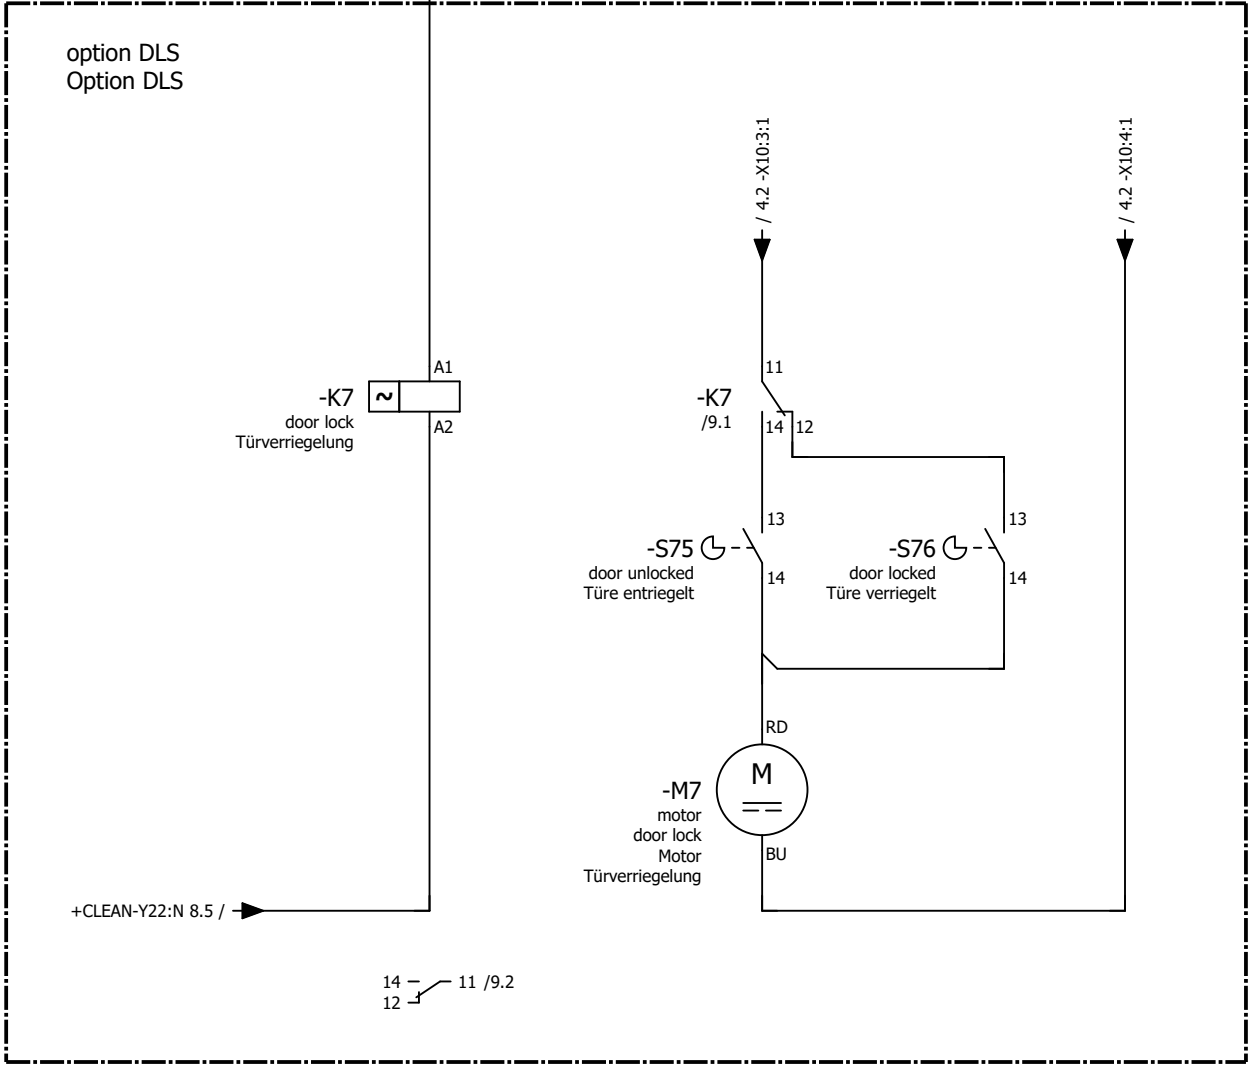 option DLS
Option DLS
/ 4.2 -X10:3:1
/ 4.2 -X10:4:1
A1
-K7
~
door lock
A2
Türverriegelung
11
-K7
/9.1
14
12
13
-S75
door unlocked
14
Türe entriegelt
13
-S76
door locked
14
Türe verriegelt
RD
M
-M7
motor
door lock
Motor
BU
Türverriegelung
+CLEAN-Y22:N 8.5 /
14
11 /9.2
12